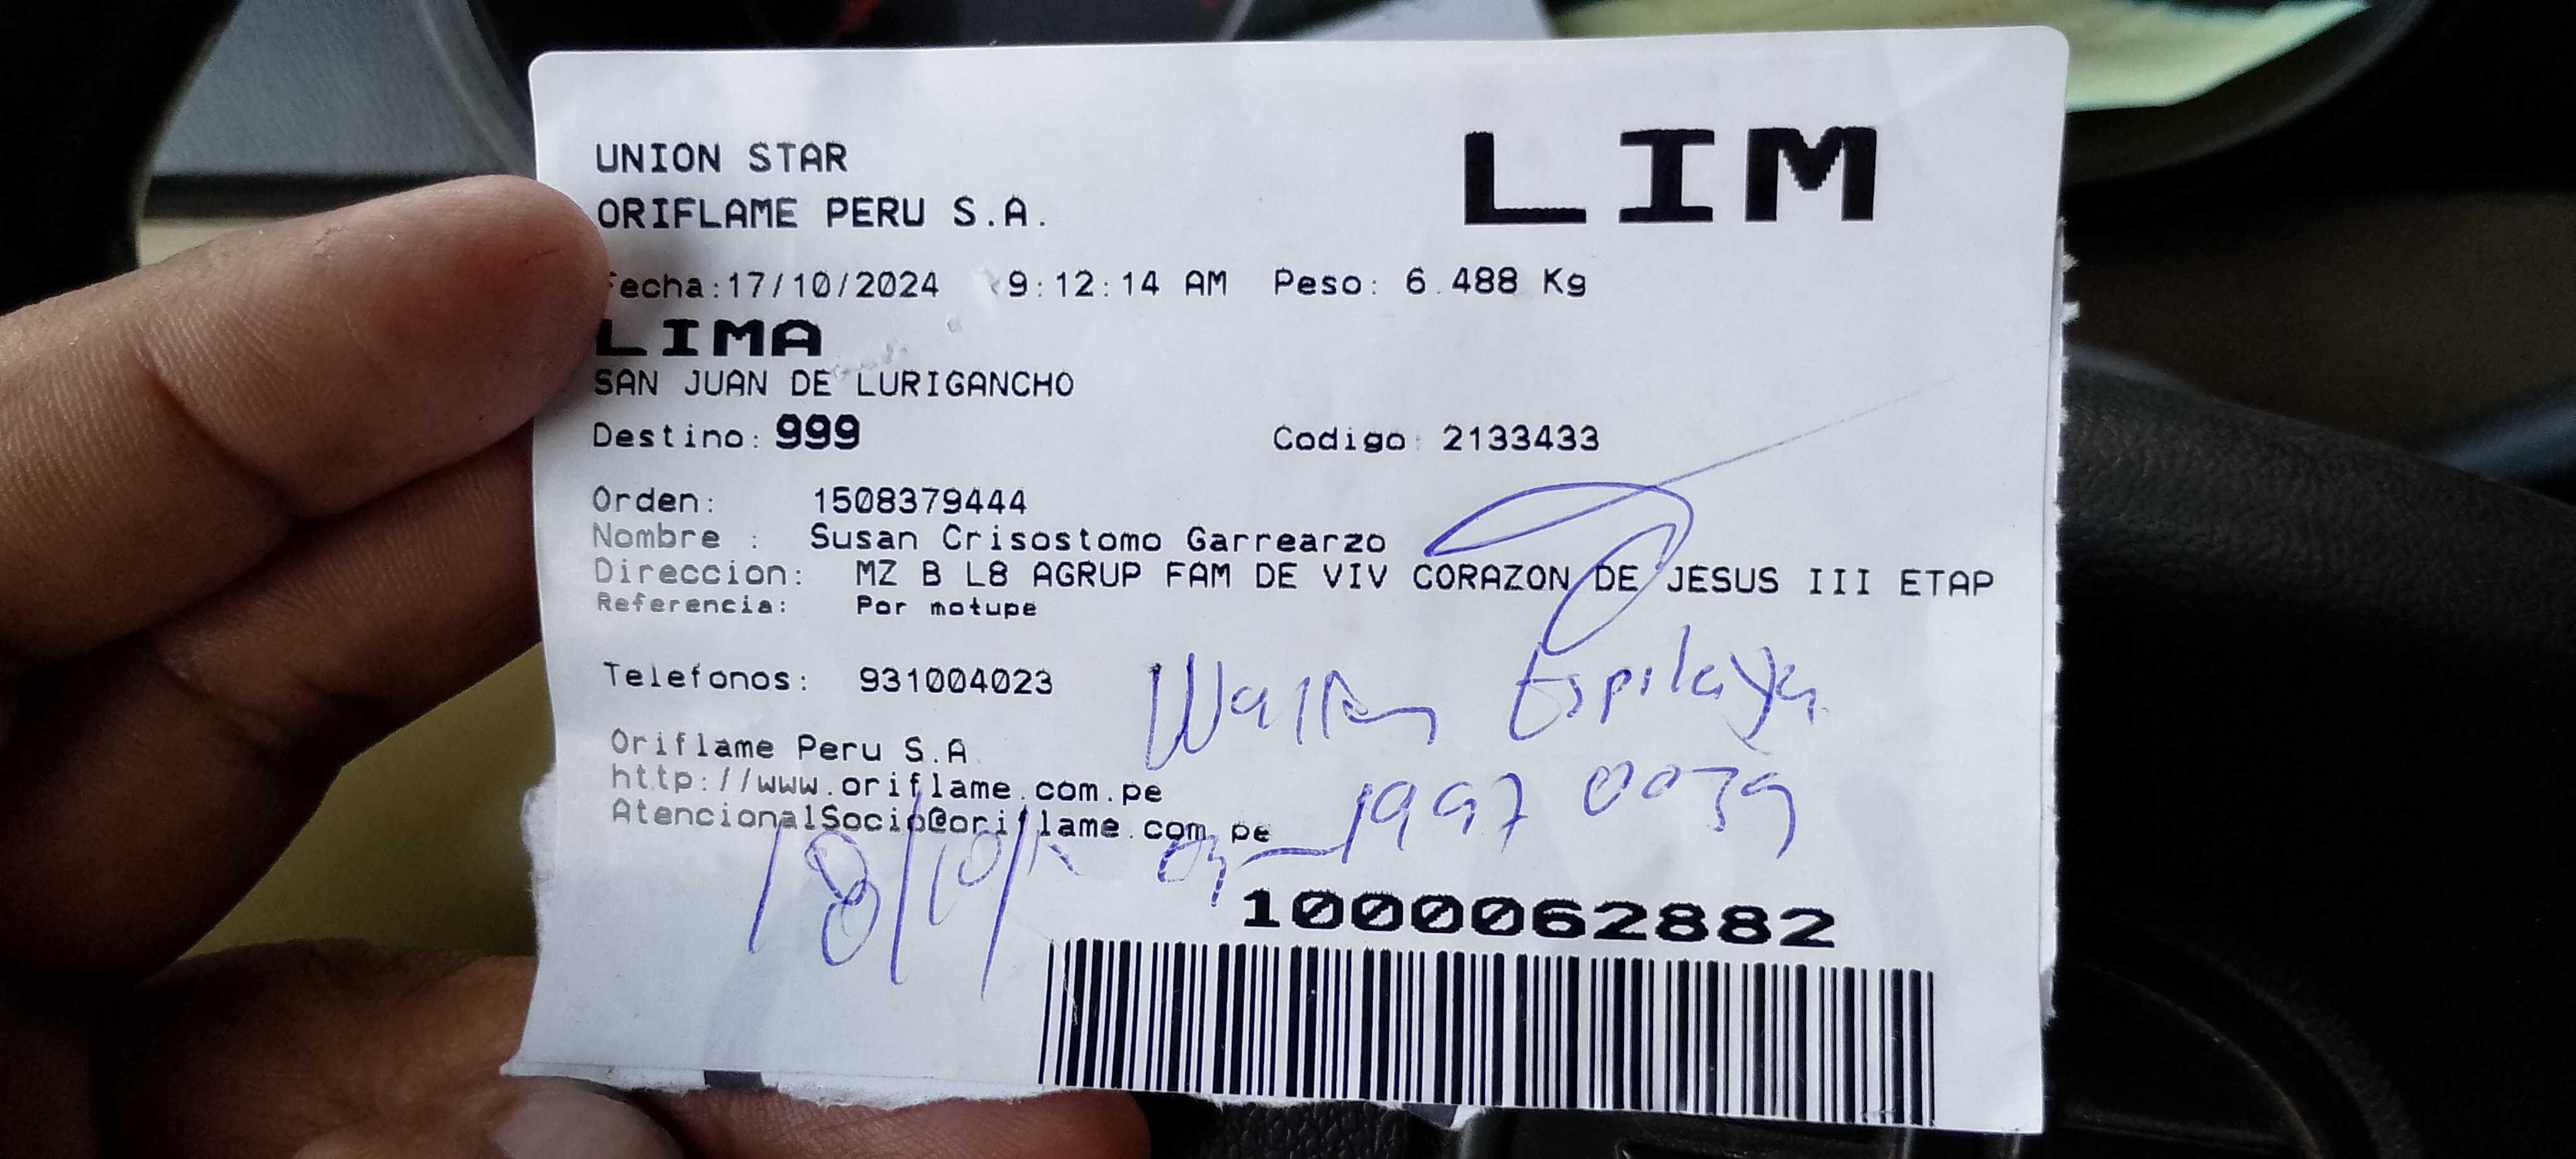 UNION STAR
LIM
ORIFLAME PERU S.A.
Fecha:17/10/2024 9:12:14 AM Peso: 6.488 Kg
LIMA
SAN JUAN DE LURIGANCHO
Destino: 999 Codigo: 2133433
Orden: 1508379444
Nombre : Susan Crisostomo Garrearzo
Direccion: MZ B L8 AGRUP FAM DE VIV CORAZON DE JESUS III ETAP
Referencia: Por motupe
Telefonos: 931004023
Oriflame Peru S.A
http://www.oriflame.com.pe
AtencionalSocio@oriflame.com.pe
18/10/
1000062882